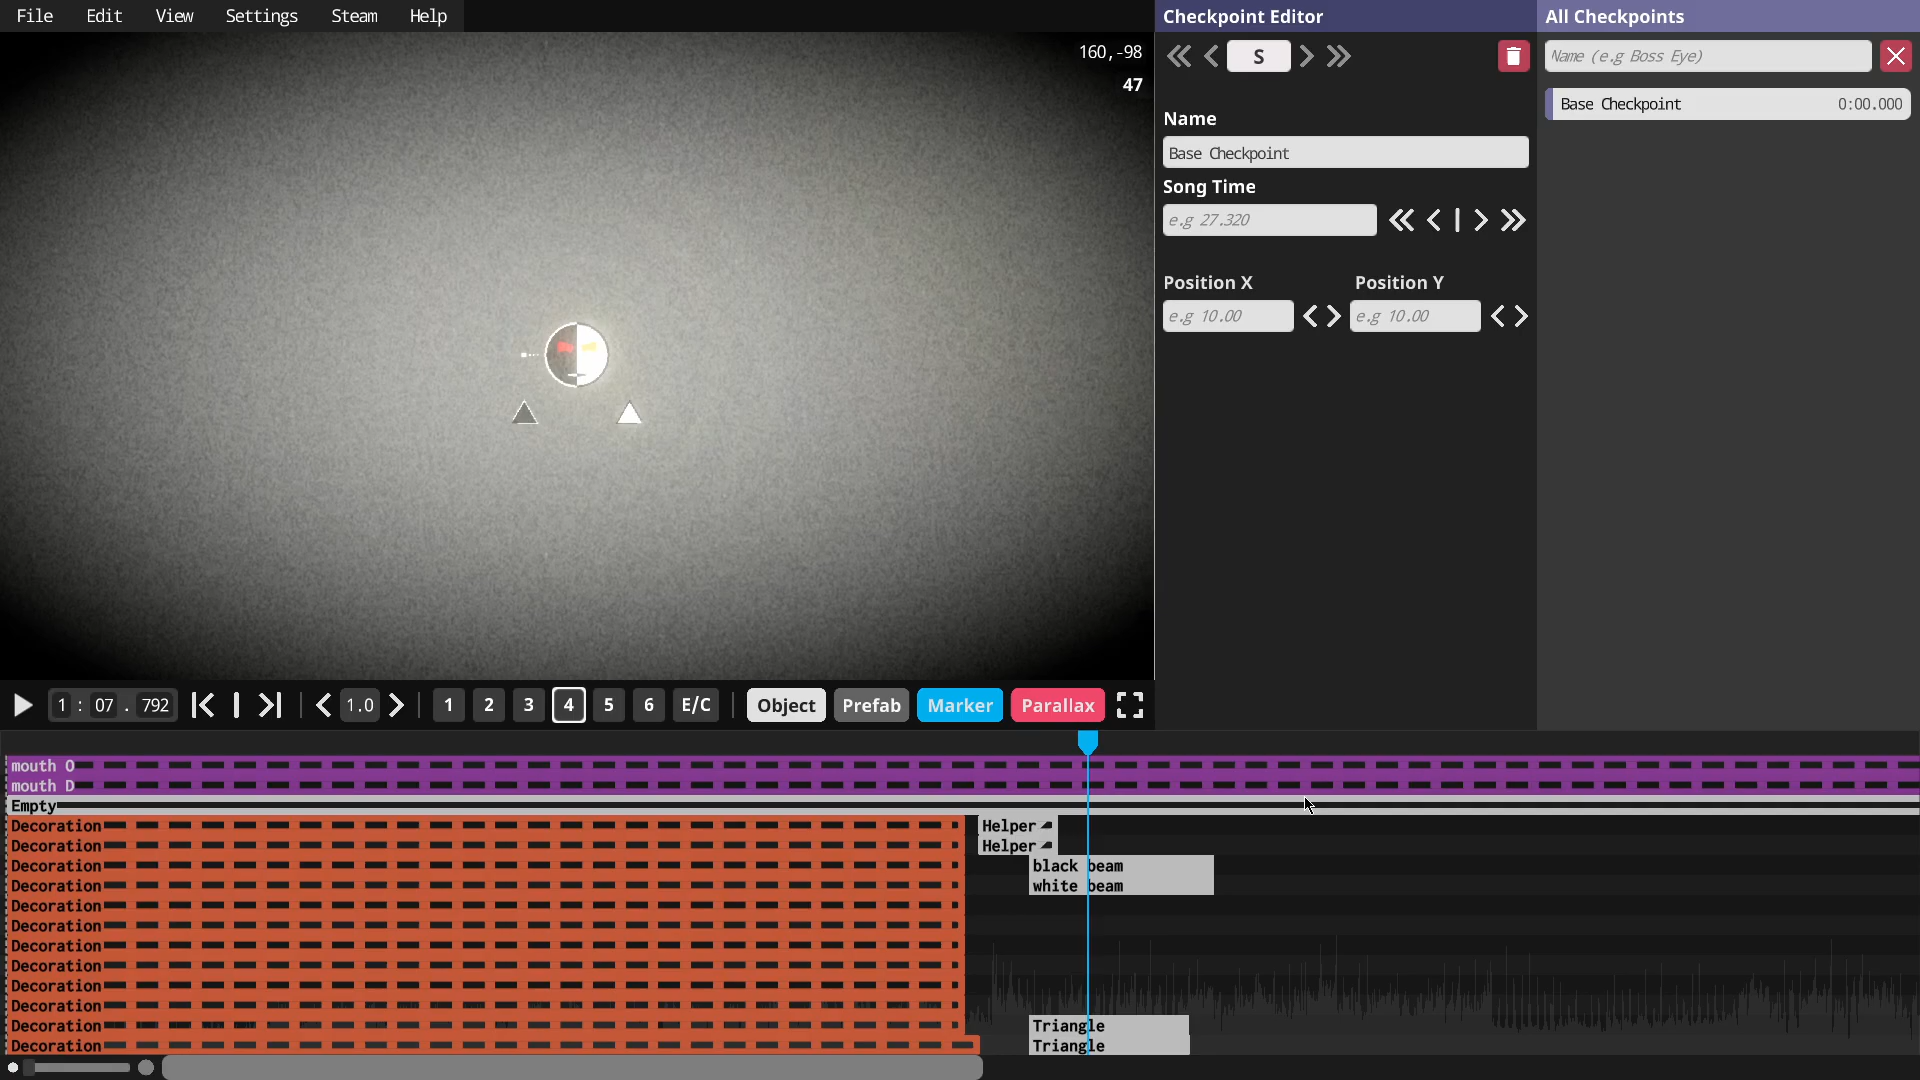 File Edit View Settings Steam Help
160,-98
47
Checkpoint Editor
S
Name
Base Checkpoint
Song Time
e.g 27.320
Position X Position Y
e.g 10.00 e.g 10.00
All Checkpoints
Name (e.g Boss Eye)
Base Checkpoint 0:00.000
1 : 07 . 792 1.0 1 2 3 4 5 6 E/C Object Prefab Marker Parallax
mouth O
mouth D
Empty
Decoration Helper
Decoration Helper
Decoration black beam
Decoration white beam
Decoration
Decoration
Decoration
Decoration
Decoration
Decoration
Decoration Triangle
Decoration Triangle